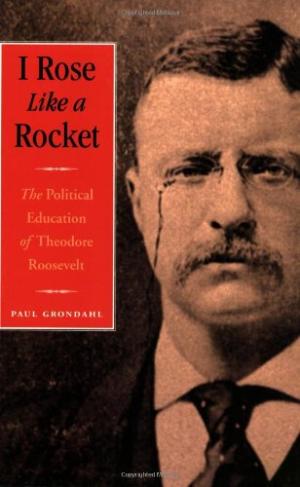 I Rose
Like a
Rocket
The Political
Education
of Theodore
Roosevelt
PAUL GRONDAHL